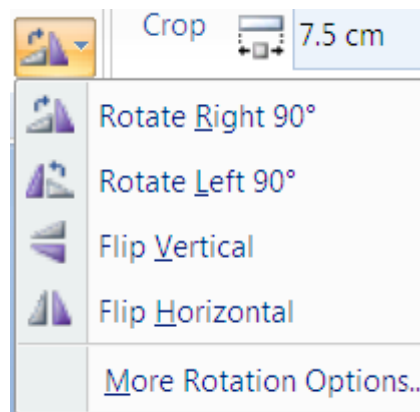 Crop 7.5 cm
Rotate Right 90°
Rotate Left 90°
Flip Vertical
Flip Horizontal
More Rotation Options..